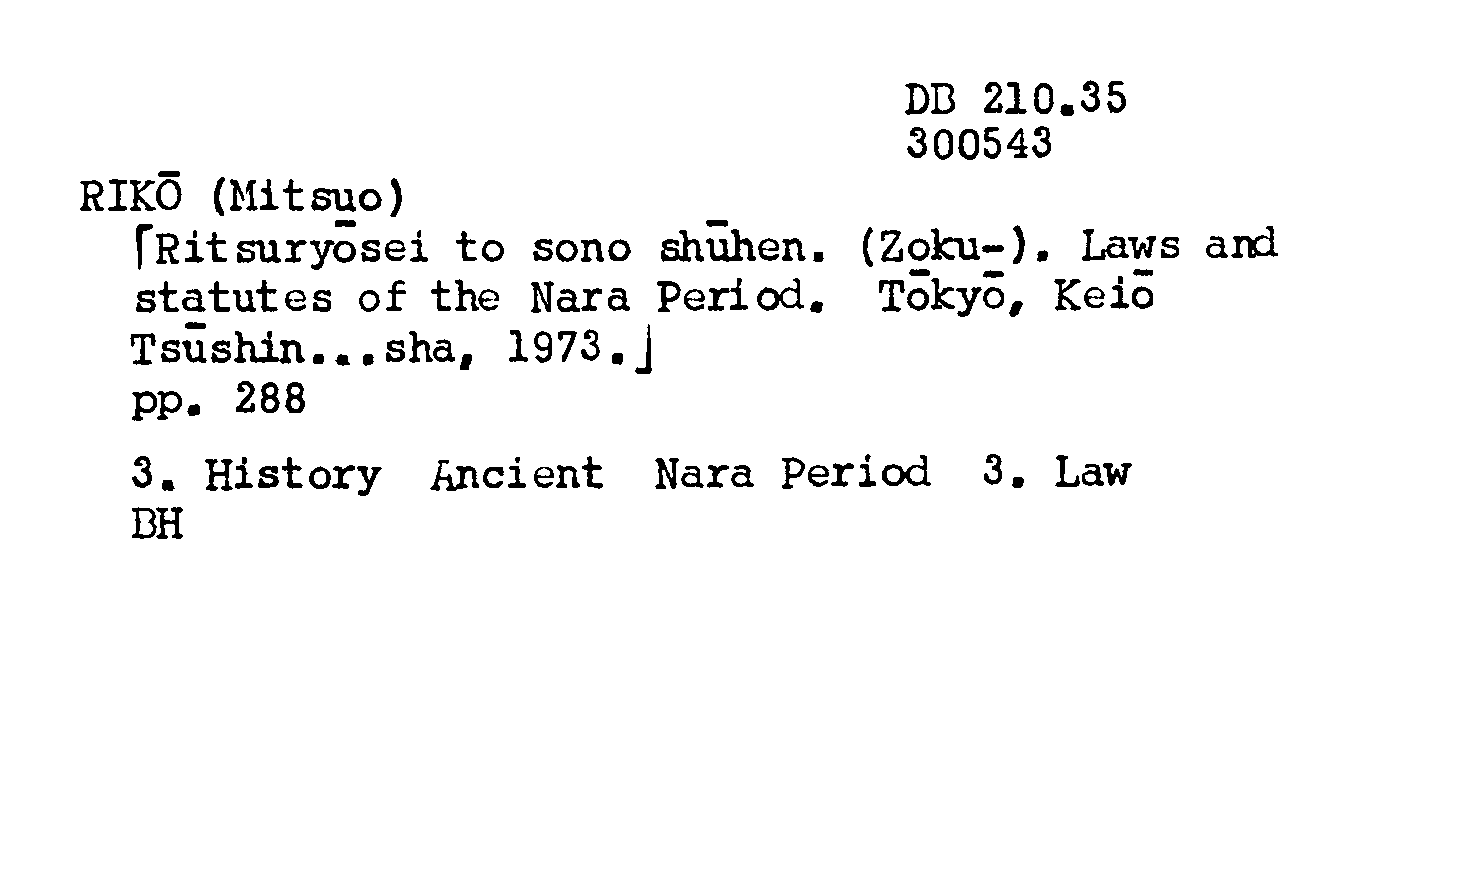 DB 210.35
300543
RIKŌ (Mitsuo)
⌈Ritsuryōsei to sono shūhen. (Zoku-). Laws and
statutes of the Nara Period. Tōkyō, Keiō
Tsūshin...sha, 1973.⌋
pp. 288
3. History Ancient Nara Period 3. Law
BH